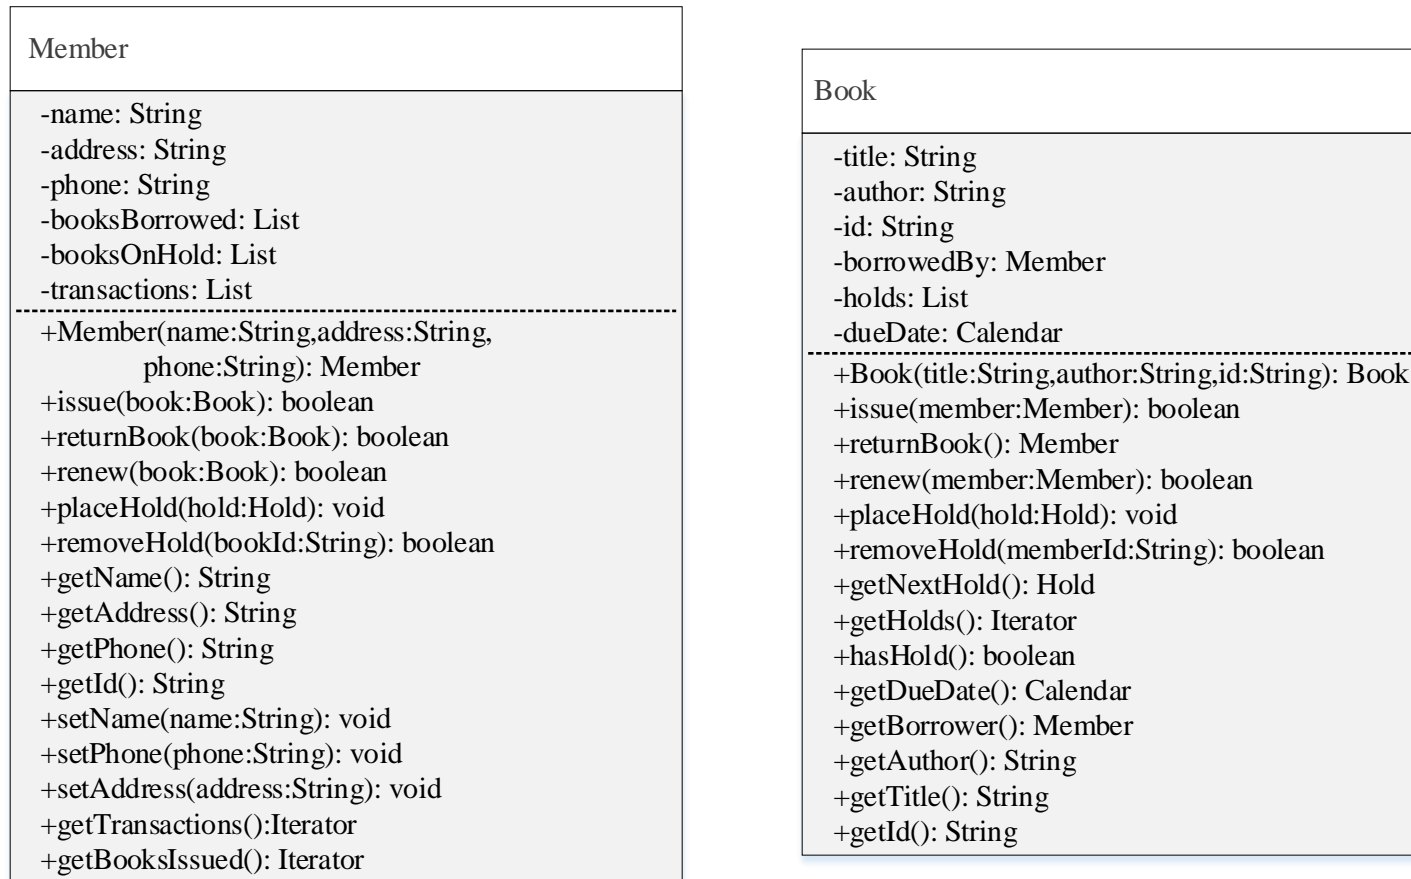 Member
-name: String
-address: String
-phone: String
-booksBorrowed: List
-booksOnHold: List
-transactions: List
+Member(name:String,address:String,
phone:String): Member
+issue(book:Book): boolean
+returnBook(book:Book): boolean
+renew(book:Book): boolean
+placeHold(hold:Hold): void
+removeHold(bookId:String): boolean
+getName(): String
+getAddress(): String
+getPhone(): String
+getId(): String
+setName(name:String): void
+setPhone(phone:String): void
+setAddress(address:String): void
+getTransactions():Iterator
+getBooksIssued(): Iterator
Book
-title: String
-author: String
-id: String
-borrowedBy: Member
-holds: List
-dueDate: Calendar
+Book(title:String,author:String,id:String): Book
+issue(member:Member): boolean
+returnBook(): Member
+renew(member:Member): boolean
+placeHold(hold:Hold): void
+removeHold(memberId:String): boolean
+getNextHold(): Hold
+getHolds(): Iterator
+hasHold(): boolean
+getDueDate(): Calendar
+getBorrower(): Member
+getAuthor(): String
+getTitle(): String
+getId(): String